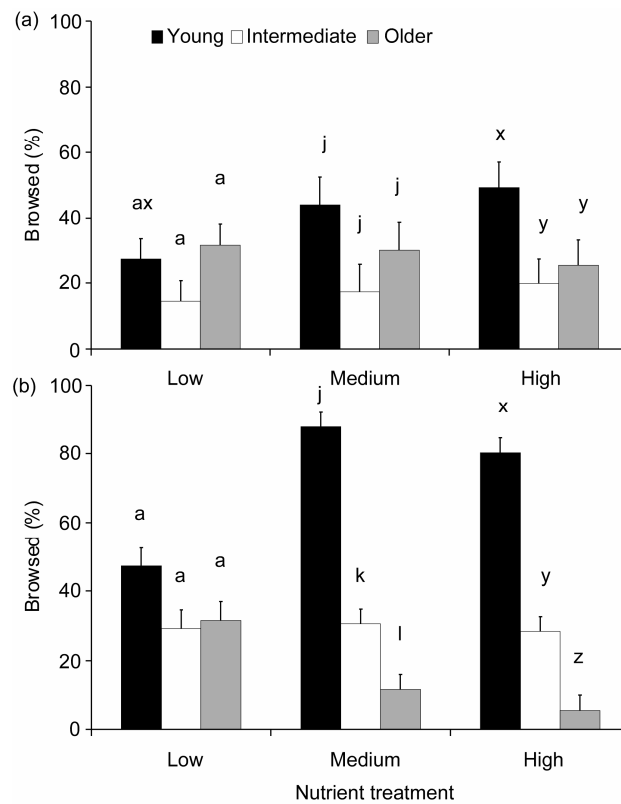 (a)
Young Intermediate Older
100
80
60
40
20
0
Browsed (%)
ax
a
a
j
j
j
x
y
y
Low Medium High
(b)
100
80
60
40
20
0
Browsed (%)
a
a
a
j
k
l
x
y
z
Low Medium High
Nutrient treatment